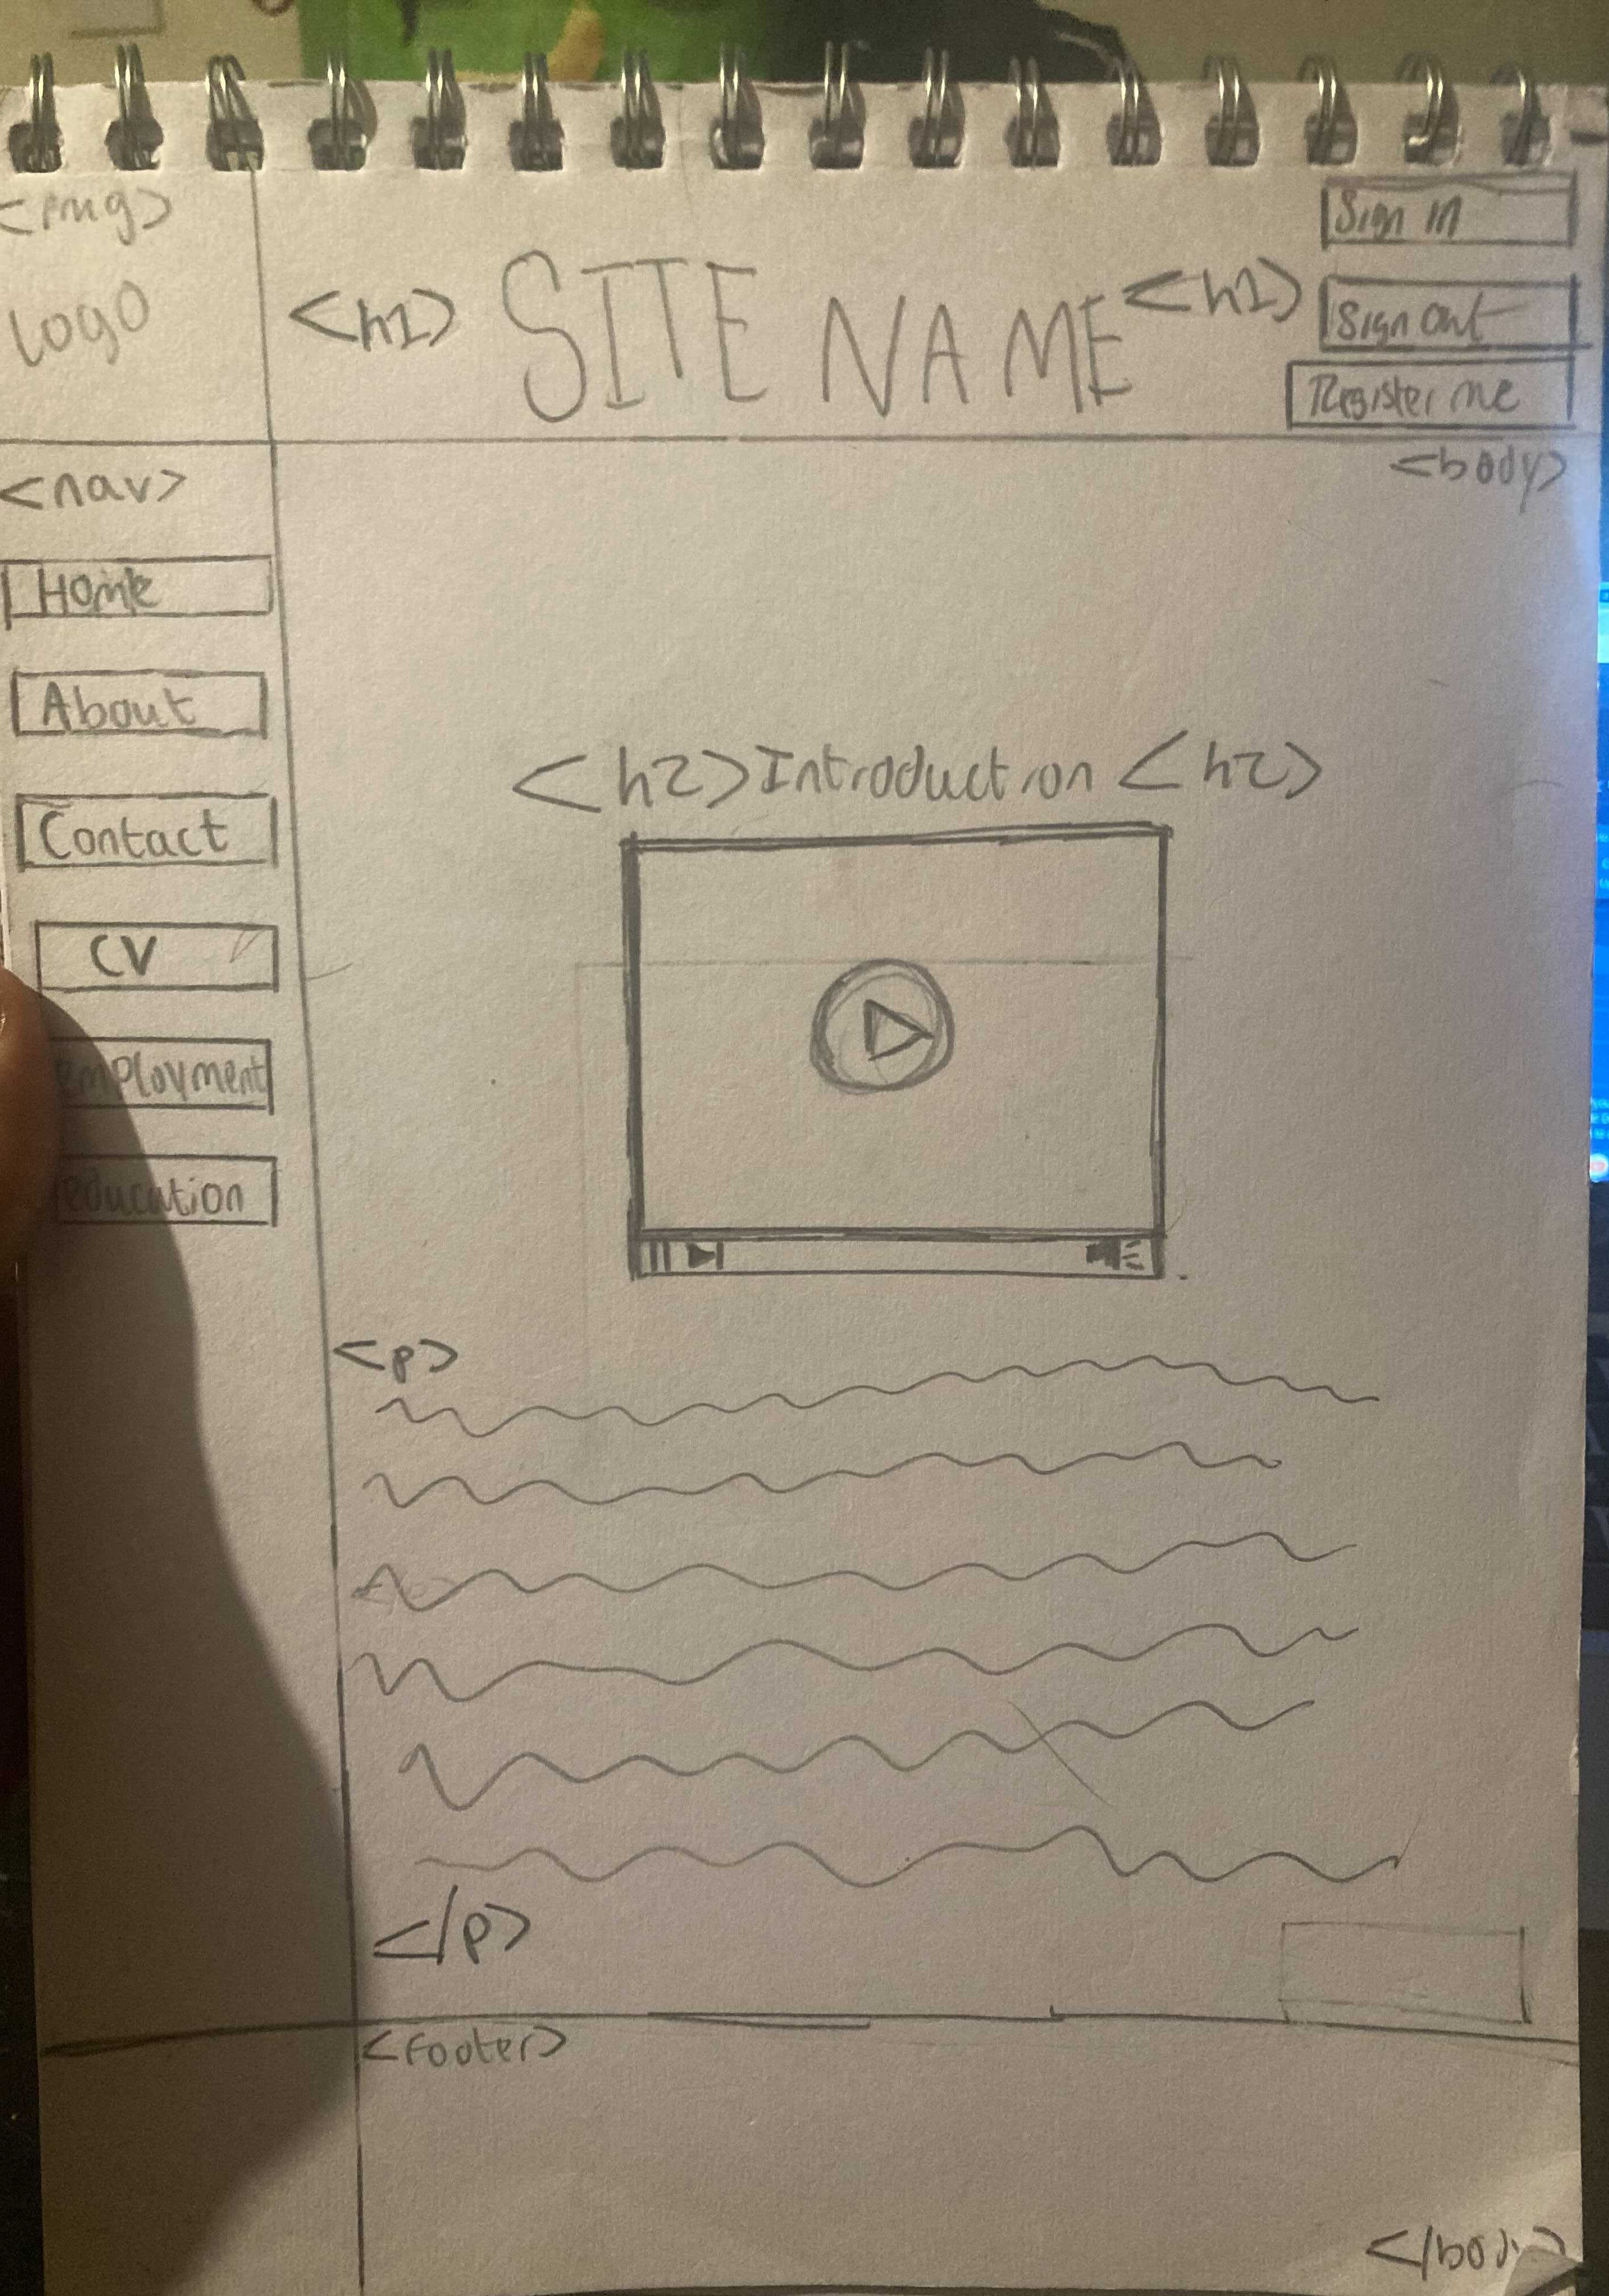 <img>
logo
<h1> SITE NAME <h1>
Sign in
Sign out
Register me
<body>
<nav>
Home
About
Contact
CV
employment
education
<h2> Introduction <h2>
<p>
</p>
<footer>
</body>